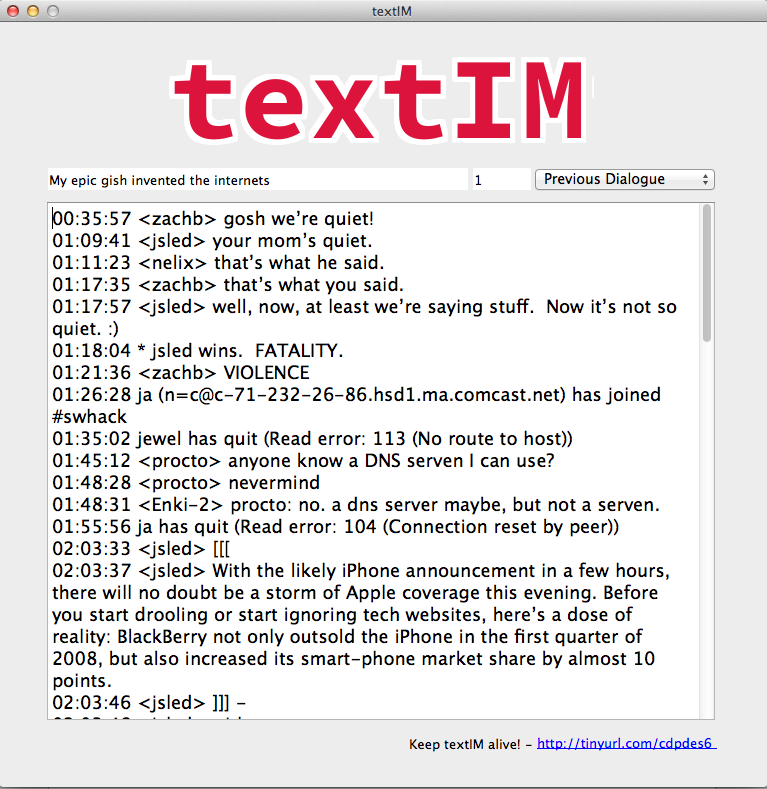 textIM
textIM
My epic gish invented the internets
1
Previous Dialogue
00:35:57 <zachb> gosh we're quiet!
01:09:41 <jsled> your mom's quiet.
01:11:23 <nelix> that's what he said.
01:17:35 <zachb> that's what you said.
01:17:57 <jsled> well, now, at least we're saying stuff.  Now it's not so
quiet. :)
01:18:04 * jsled wins.  FATALITY.
01:21:36 <zachb> VIOLENCE
01:26:28 ja (n=c@c-71-232-26-86.hsd1.ma.comcast.net) has joined
#swhack
01:35:02 jewel has quit (Read error: 113 (No route to host))
01:45:12 <procto> anyone know a DNS serven I can use?
01:48:28 <procto> nevermind
01:48:31 <Enki-2> procto: no. a dns server maybe, but not a serven.
01:55:56 ja has quit (Read error: 104 (Connection reset by peer))
02:03:33 <jsled> [[[
02:03:37 <jsled> With the likely iPhone announcement in a few hours,
there will no doubt be a storm of Apple coverage this evening. Before
you start drooling or start ignoring tech websites, here's a dose of
reality: BlackBerry not only outsold the iPhone in the first quarter of
2008, but also increased its smart-phone market share by almost 10
points.
02:03:46 <jsled> ]]] -
Keep textIM alive! - http://tinyurl.com/cdpdes6